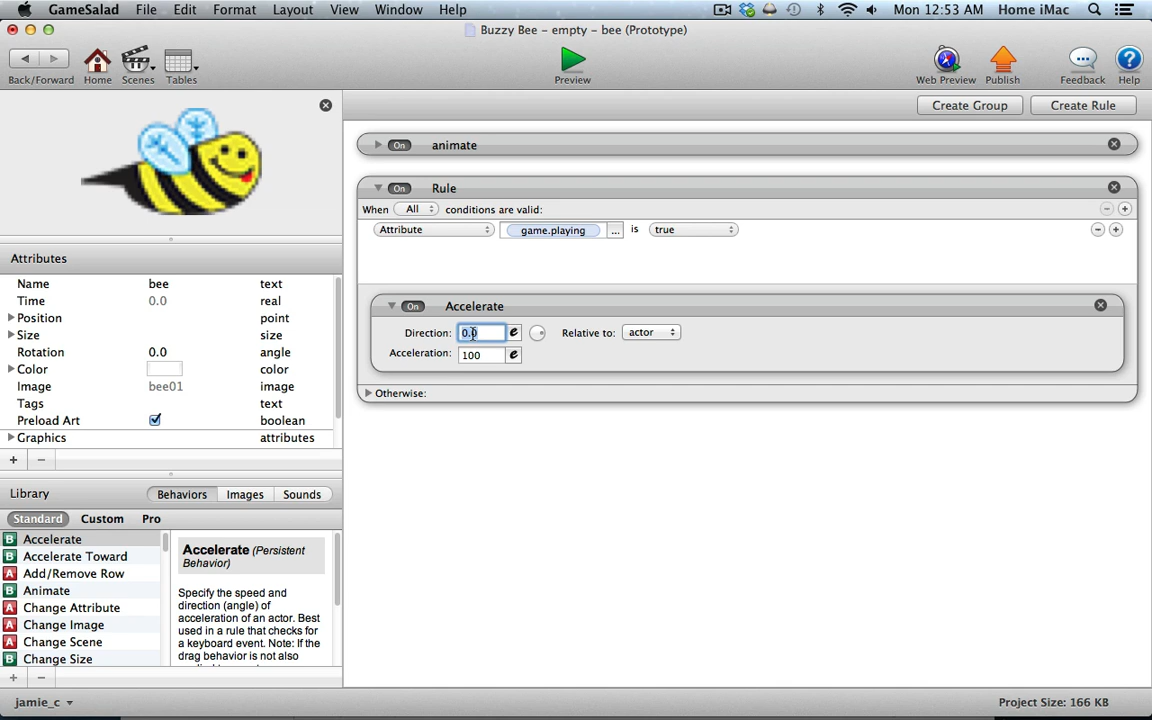 GameSalad File Edit Format Layout View Window Help Mon 12:53 AM Home iMac
Buzzy Bee – empty – bee (Prototype)
Back/Forward Home Scenes Tables Preview Web Preview Publish Feedback Help
Create Group Create Rule
On animate
On Rule
When All conditions are valid:
Attribute game.playing ... is true
On Accelerate
Direction: 0.0 e Relative to: actor
Acceleration: 100 e
Otherwise:
Attributes
Name bee text
Time 0.0 real
Position point
Size size
Rotation 0.0 angle
Color color
Image bee01 image
Tags text
Preload Art boolean
Graphics attributes
Library Behaviors Images Sounds
Standard Custom Pro
B Accelerate
B Accelerate Toward
A Add/Remove Row
B Animate
A Change Attribute
A Change Image
A Change Scene
B Change Size
Accelerate (Persistent
Behavior)
Specify the speed and
direction (angle) of
acceleration of an actor. Best
used in a rule that checks for
a keyboard event. Note: If the
drag behavior is not also
jamie_c Project Size: 166 KB